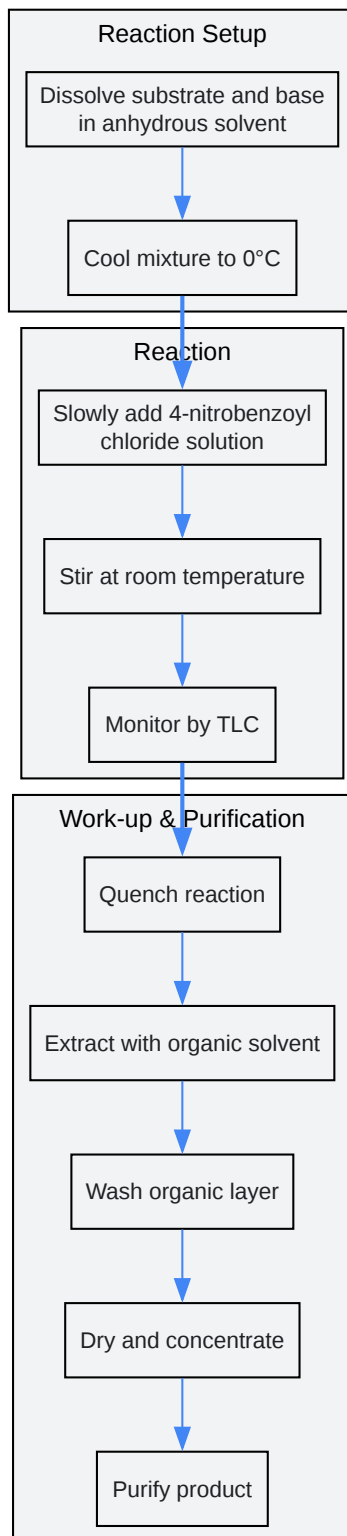 Reaction Setup
Dissolve substrate and base
in anhydrous solvent
Cool mixture to 0°C
Reaction
Slowly add 4-nitrobenzoyl
chloride solution
Stir at room temperature
Monitor by TLC
Work-up & Purification
Quench reaction
Extract with organic solvent
Wash organic layer
Dry and concentrate
Purify product